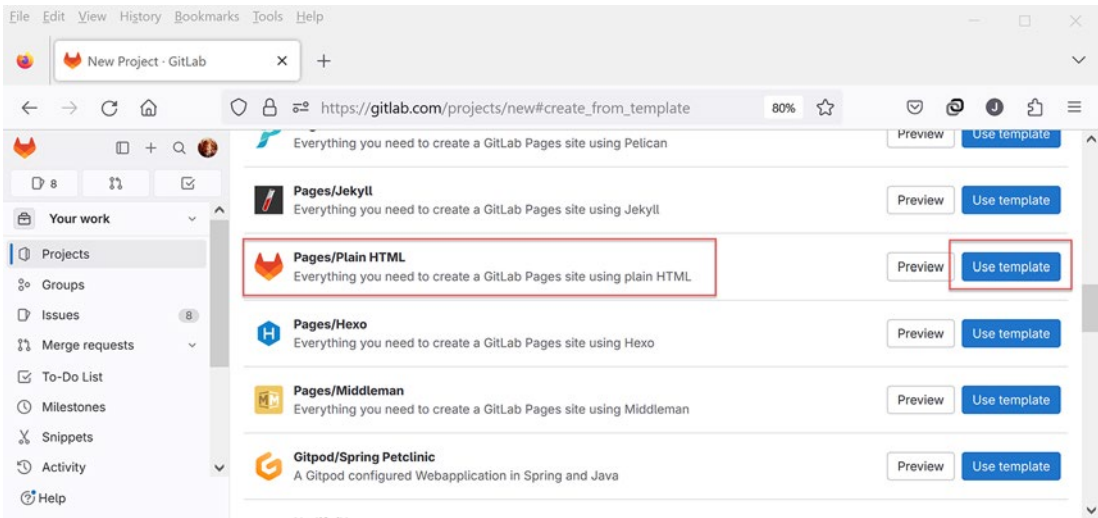 File Edit View History Bookmarks Tools Help
New Project · GitLab
https://gitlab.com/projects/new#create_from_template 80% J
Everything you need to create a GitLab Pages site using Pelican
Preview Use template
8
Pages/Jekyll
Everything you need to create a GitLab Pages site using Jekyll
Preview Use template
Your work
Projects
Groups
Issues 8
Merge requests
To-Do List
Milestones
Snippets
Activity
Help
Pages/Plain HTML
Everything you need to create a GitLab Pages site using plain HTML
Preview Use template
H
Pages/Hexo
Everything you need to create a GitLab Pages site using Hexo
Preview Use template
MM
Pages/Middleman
Everything you need to create a GitLab Pages site using Middleman
Preview Use template
Gitpod/Spring Petclinic
A Gitpod configured Webapplication in Spring and Java
Preview Use template